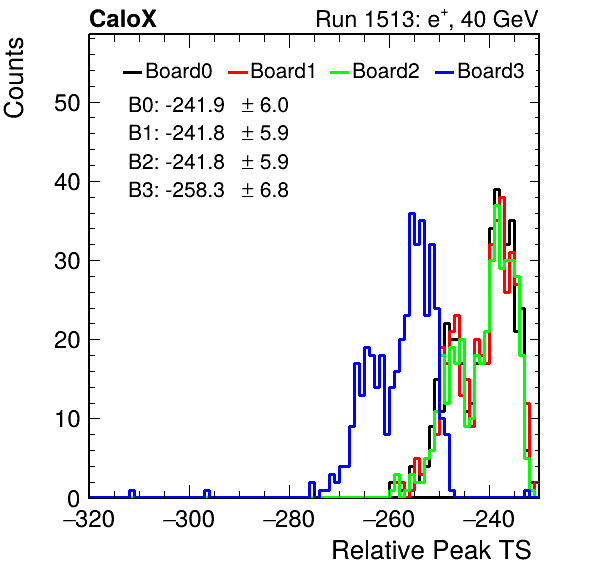 CaloX Run 1513: e⁺, 40 GeV
Counts
Board0 Board1 Board2 Board3
B0: -241.9 ± 6.0
B1: -241.8 ± 5.9
B2: -241.8 ± 5.9
B3: -258.3 ± 6.8
50
40
30
20
10
0
−320 −300 −280 −260 −240
Relative Peak TS